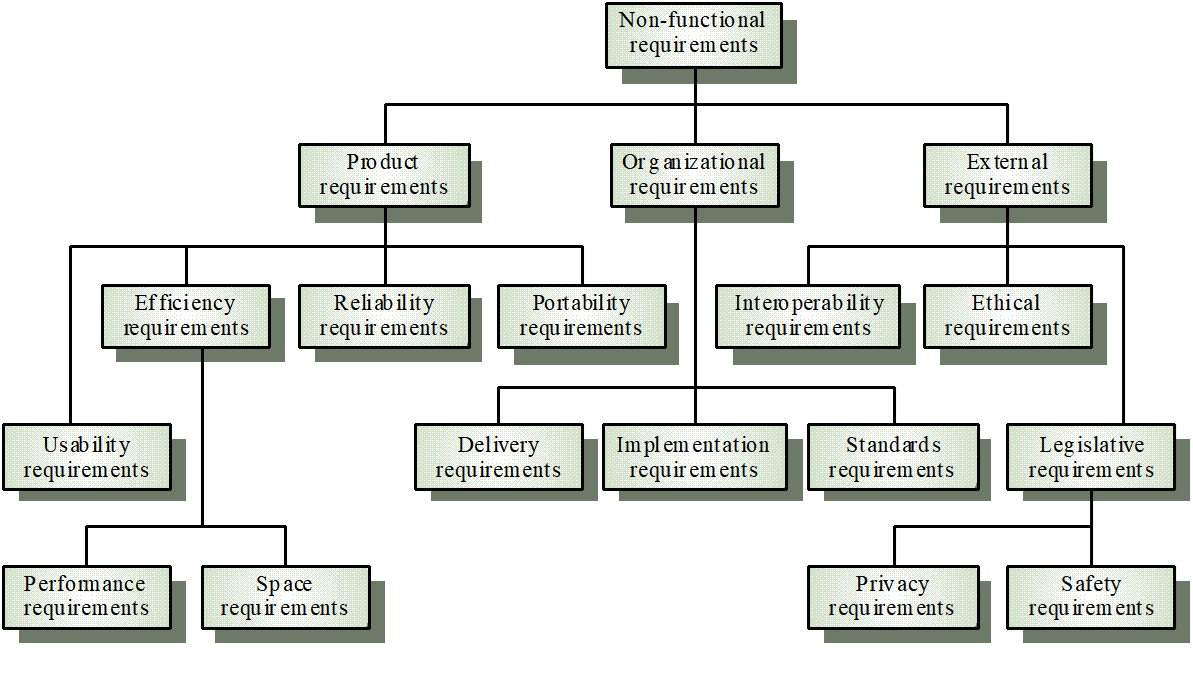 Non-functional
requirements
Product
requirements
Organizational
requirements
External
requirements
Efficiency
requirements
Reliability
requirements
Portability
requirements
Interoperability
requirements
Ethical
requirements
Usability
requirements
Delivery
requirements
Implementation
requirements
Standards
requirements
Legislative
requirements
Performance
requirements
Space
requirements
Privacy
requirements
Safety
requirements